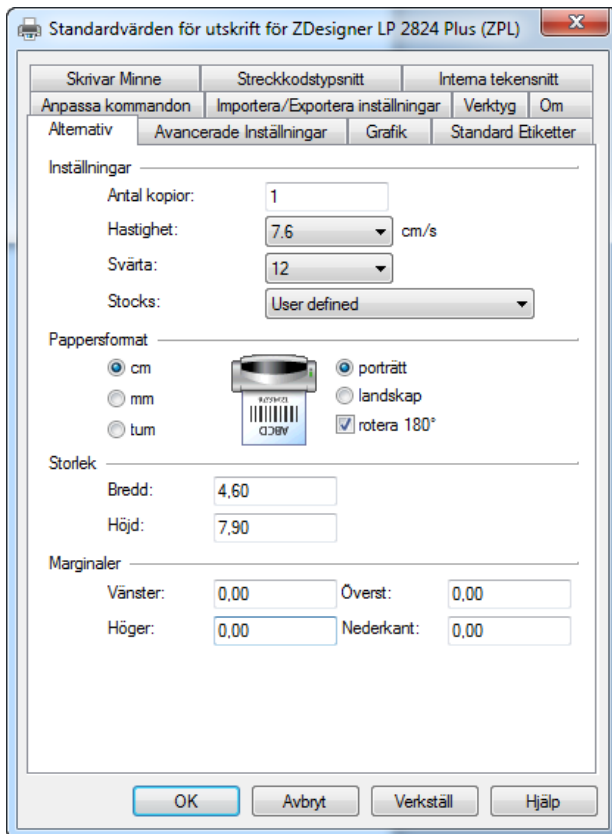 Standardvärden för utskrift för ZDesigner LP 2824 Plus (ZPL)
Skrivar Minne Streckkodstypsnitt Interna tekensnitt
Anpassa kommandon Importera/Exportera inställningar Verktyg Om
Alternativ Avancerade Inställningar Grafik Standard Etiketter
Inställningar
Antal kopior: 1
Hastighet: 7.6 cm/s
Svärta: 12
Stocks: User defined
Pappersformat
cm porträtt
mm landskap
tum rotera 180°
ABCD
Storlek
Bredd: 4,60
Höjd: 7,90
Marginaler
Vänster: 0,00 Överst: 0,00
Höger: 0,00 Nederkant: 0,00
OK Avbryt Verkställ Hjälp